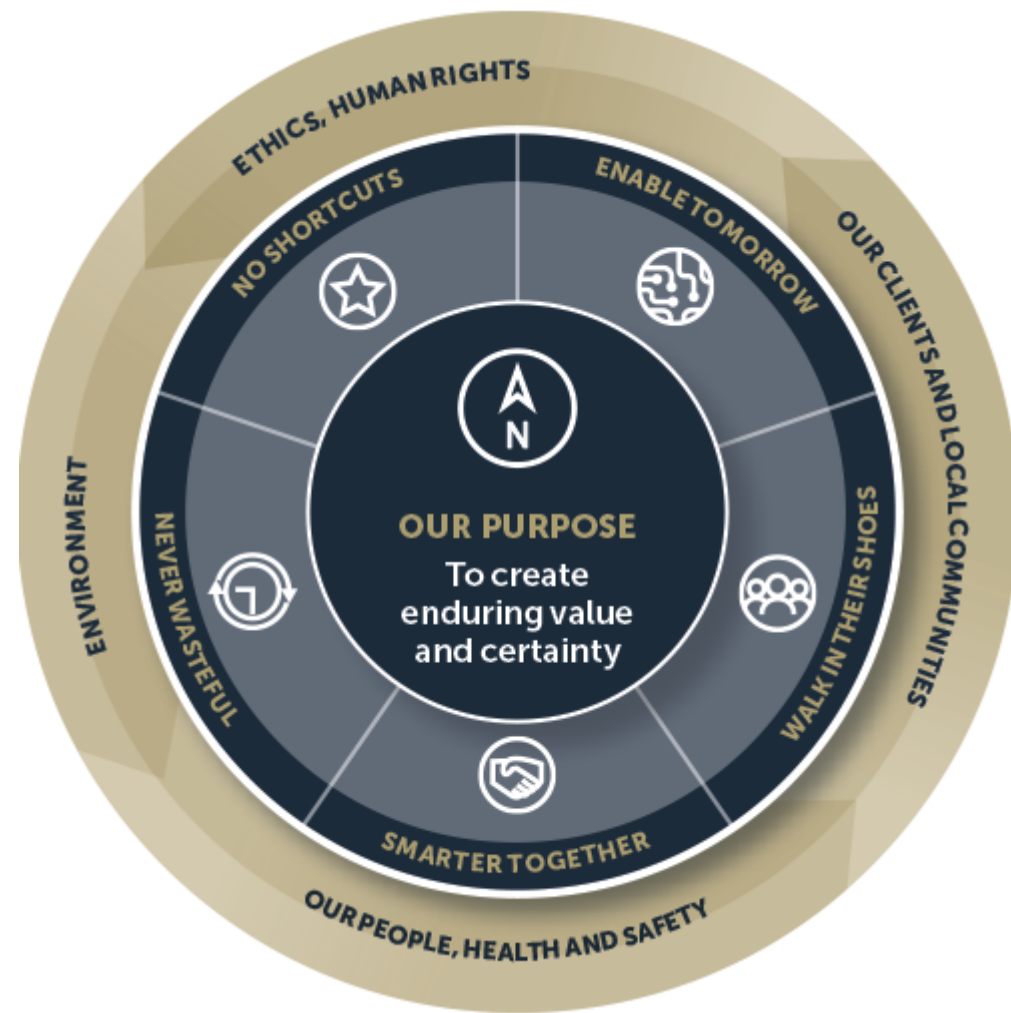 ETHICS, HUMAN RIGHTS
OUR CLIENTS AND LOCAL COMMUNITIES
OUR PEOPLE, HEALTH AND SAFETY
ENVIRONMENT
NO SHORTCUTS
ENABLE TOMORROW
WALK IN THEIR SHOES
SMARTER TOGETHER
NEVER WASTEFUL
N
OUR PURPOSE
To create
enduring value
and certainty